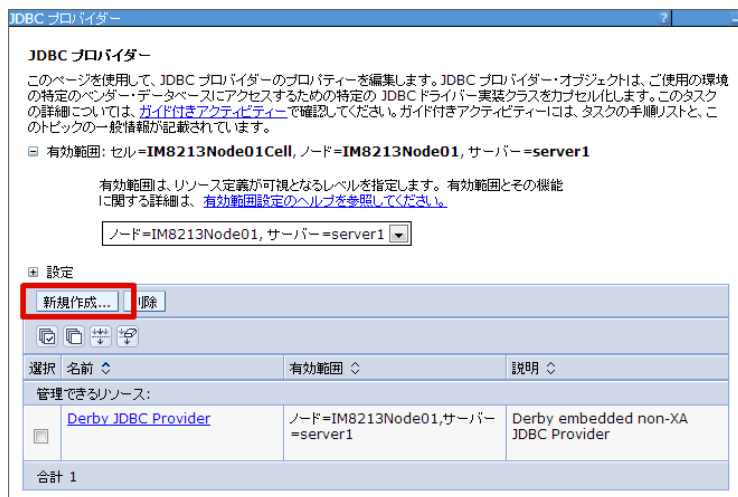 JDBC プロバイダー ?
JDBC プロバイダー
このページを使用して、JDBC プロバイダーのプロパティーを編集します。JDBC プロバイダー・オブジェクトは、ご使用の環境
の特定のベンダー・データベースにアクセスするための特定の JDBC ドライバー実装クラスをカプセル化します。このタスク
の詳細については、ガイド付きアクティビティーで確認してください。ガイド付きアクティビティーには、タスクの手順リストと、こ
のトピックの一般情報が記載されています。
有効範囲: セル=IM8213Node01Cell, ノード=IM8213Node01, サーバー=server1
有効範囲は、リソース定義が可視となるレベルを指定します。有効範囲とその機能
に関する詳細は、有効範囲設定のヘルプを参照してください。
ノード=IM8213Node01, サーバー=server1
設定
新規作成... 削除
選択 名前 有効範囲 説明
管理できるリソース:
Derby JDBC Provider ノード=IM8213Node01,サーバー Derby embedded non-XA
=server1 JDBC Provider
合計 1